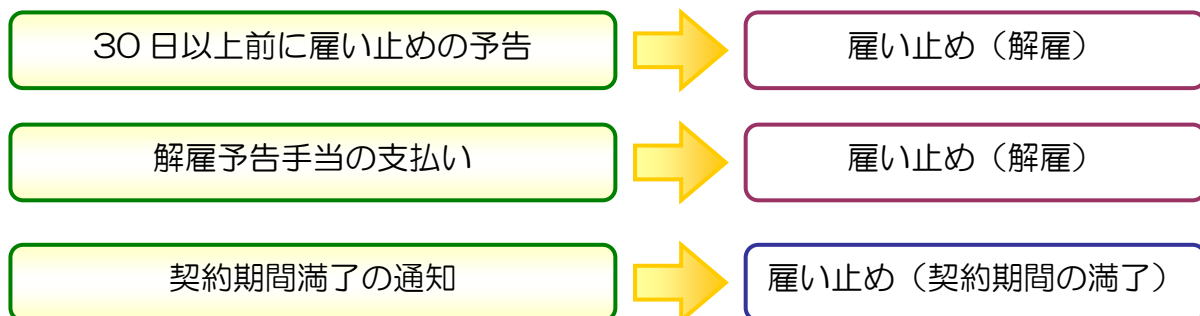 30日以上前に雇い止めの予告
雇い止め（解雇）
解雇予告手当の支払い
雇い止め（解雇）
契約期間満了の通知
雇い止め（契約期間の満了）